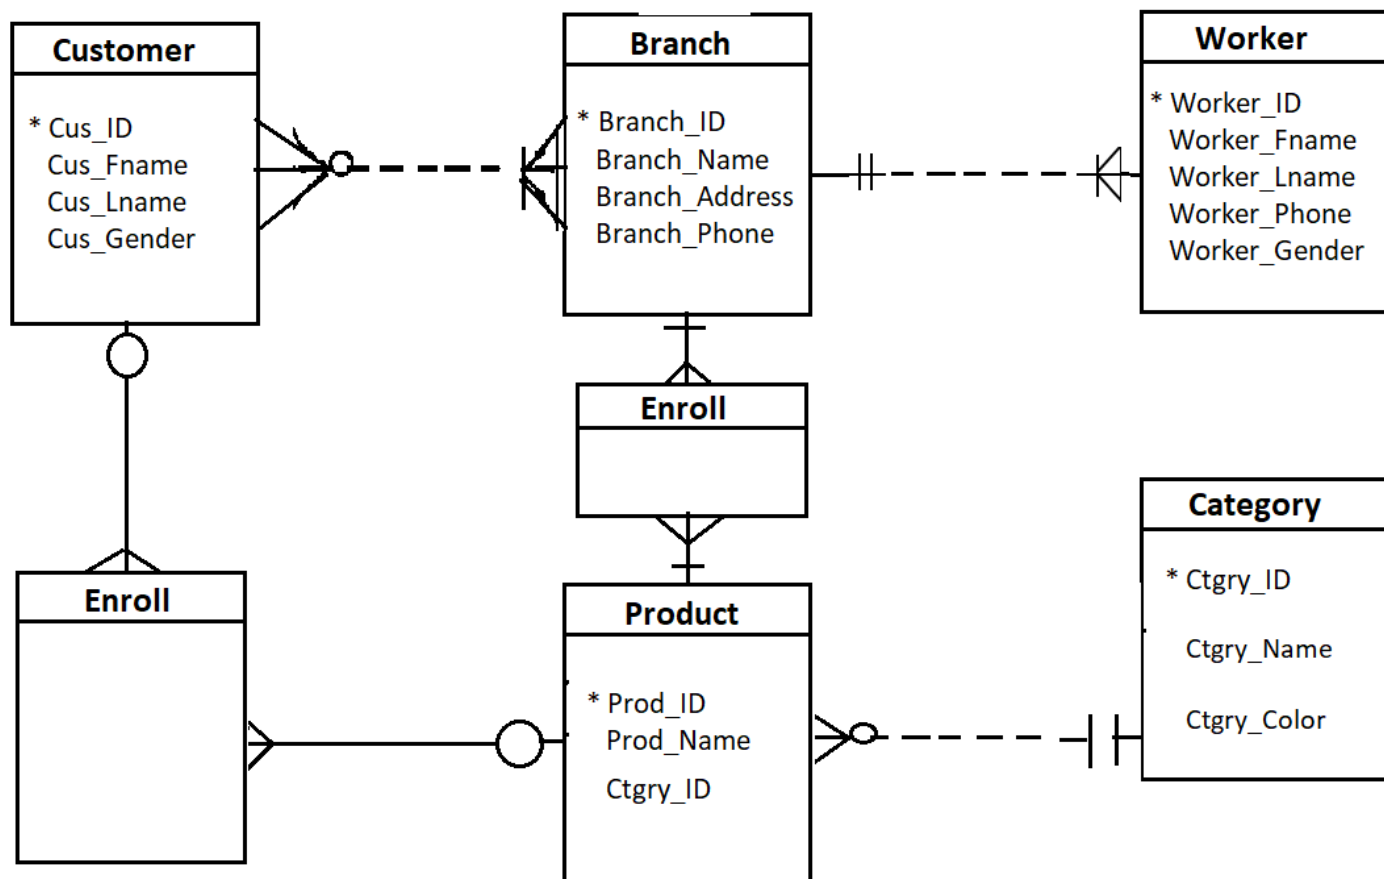 Customer
* Cus_ID
Cus_Fname
Cus_Lname
Cus_Gender
Branch
* Branch_ID
Branch_Name
Branch_Address
Branch_Phone
Worker
* Worker_ID
Worker_Fname
Worker_Lname
Worker_Phone
Worker_Gender
Enroll
Enroll
Product
* Prod_ID
Prod_Name
Ctgry_ID
Category
* Ctgry_ID
Ctgry_Name
Ctgry_Color